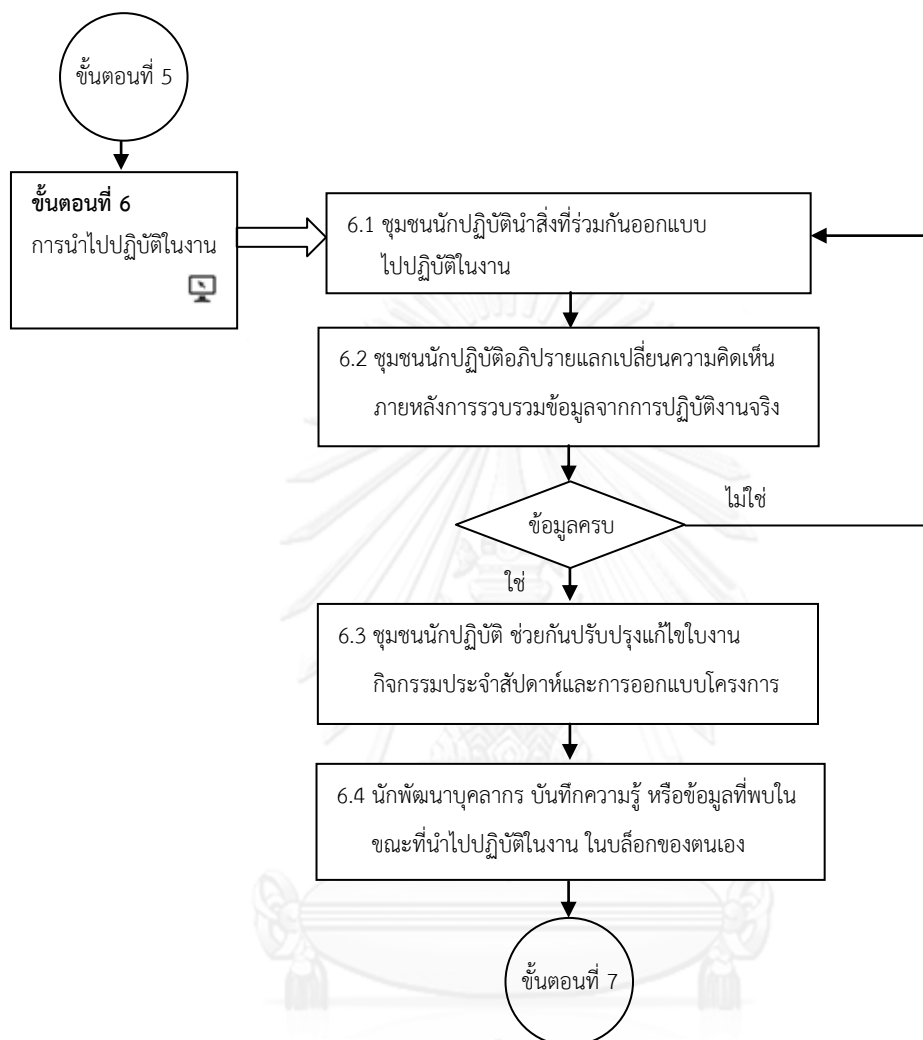 ขั้นตอนที่ 5
ขั้นตอนที่ 6
การนำไปปฏิบัติในงาน
6.1 ชุมชนนักปฏิบัตินำสิ่งที่ร่วมกันออกแบบ
ไปปฏิบัติในงาน
6.2 ชุมชนนักปฏิบัติอภิปรายแลกเปลี่ยนความคิดเห็น
ภายหลังการรวบรวมข้อมูลจากการปฏิบัติงานจริง
ข้อมูลครบ
ไม่ใช่
ใช่
6.3 ชุมชนนักปฏิบัติ ช่วยกันปรับปรุงแก้ไขใบงาน
กิจกรรมประจำสัปดาห์และการออกแบบโครงการ
6.4 นักพัฒนาบุคลากร บันทึกความรู้ หรือข้อมูลที่พบใน
ขณะที่นำไปปฏิบัติในงาน ในบล็อกของตนเอง
ขั้นตอนที่ 7